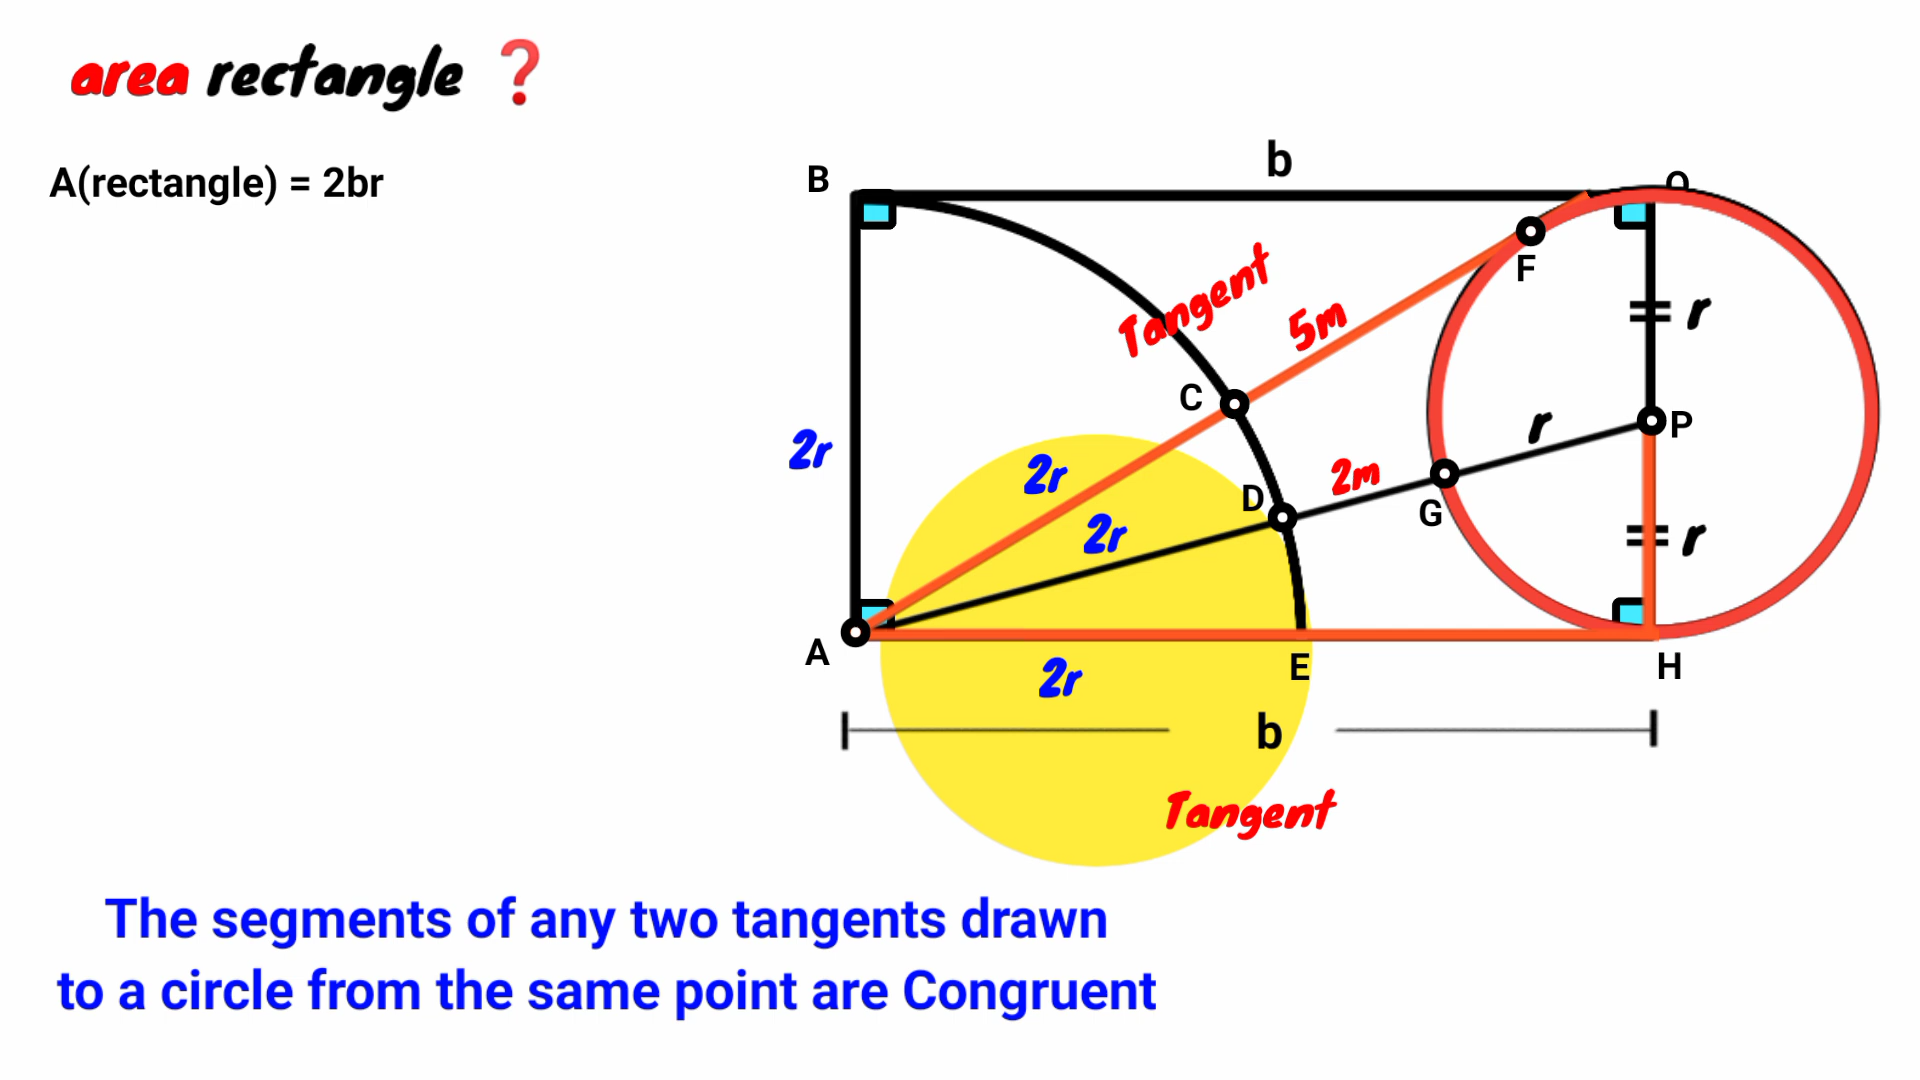 area rectangle ❓
A(rectangle) = 2br
b
B
F
Tangent
5m
r
C
P
2r
r
2r
2m
D
G
2r
r
A
E
H
2r
b
Tangent
The segments of any two tangents drawn
to a circle from the same point are Congruent